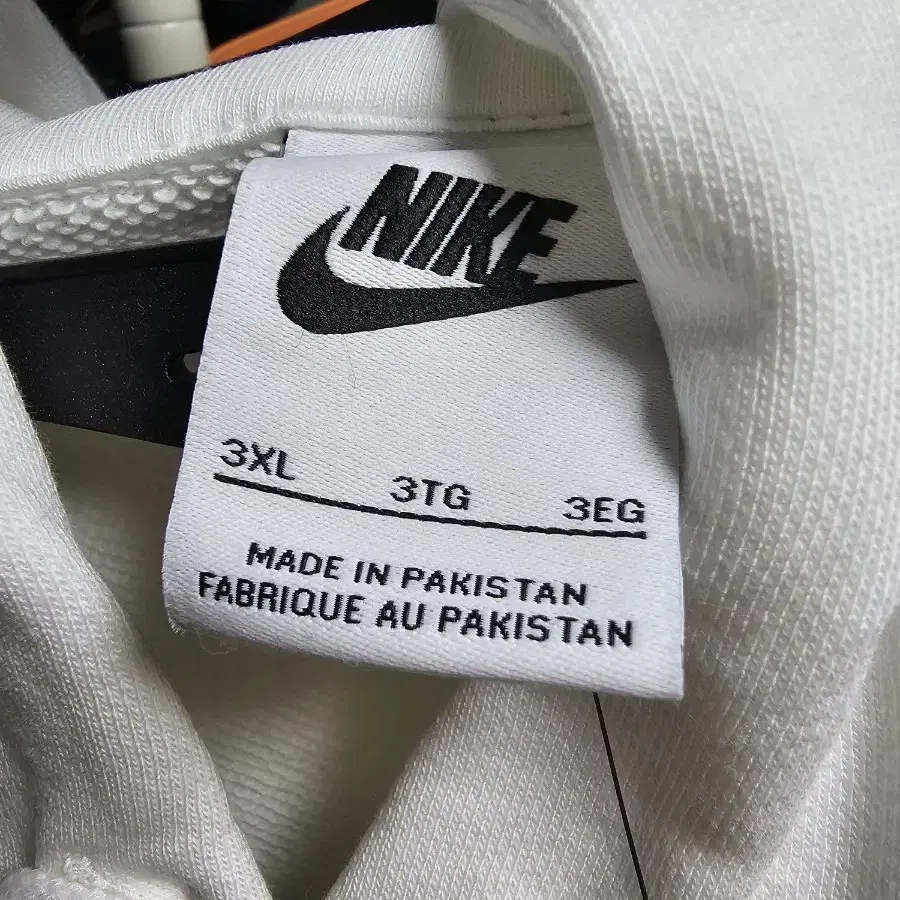 NIKE
3XL 3TG 3EG
MADE IN PAKISTAN
FABRIQUE AU PAKISTAN